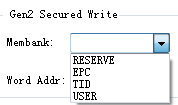 Gen2 Secured Write
Membank:
RESERVE
EPC
TID
USER
Word Addr: